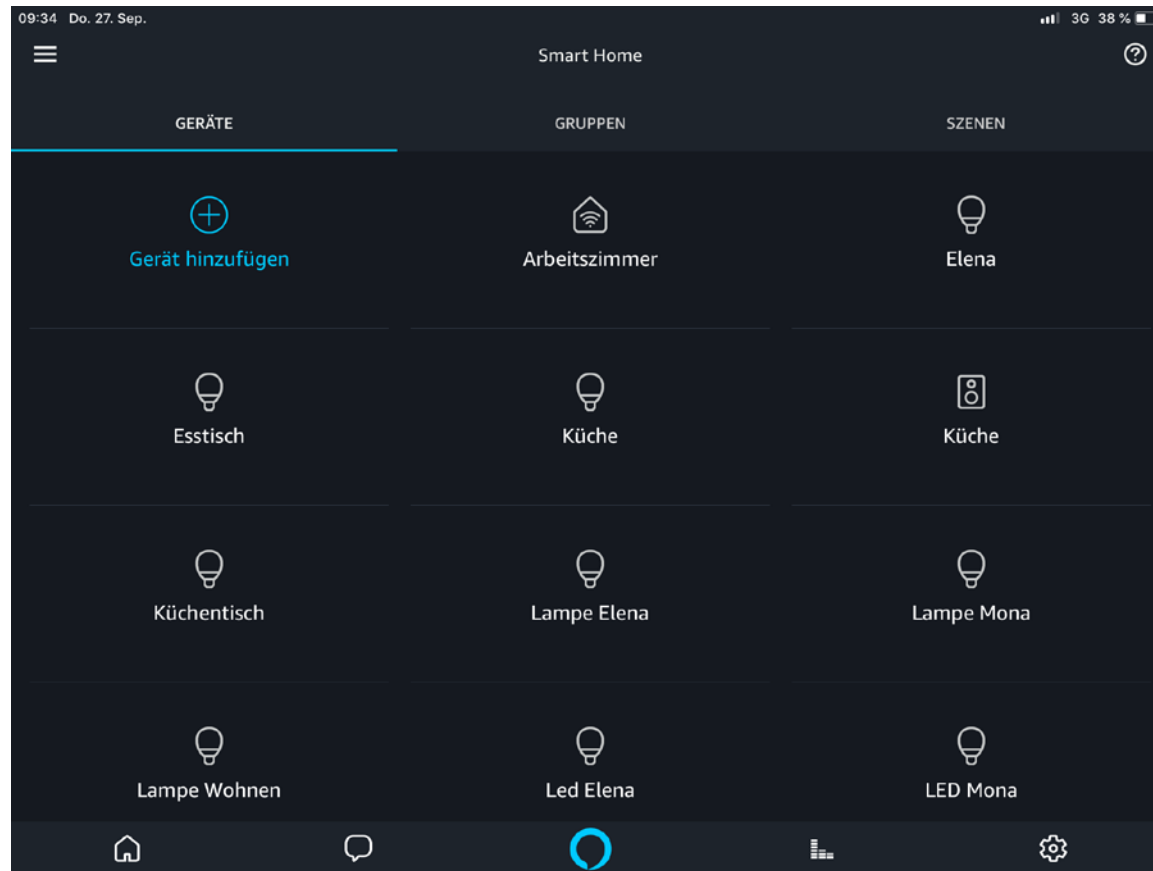 09:34 Do. 27. Sep.
3G 38 %
Smart Home
GERÄTE
GRUPPEN
SZENEN
Gerät hinzufügen
Arbeitszimmer
Elena
Esstisch
Küche
Küche
Küchentisch
Lampe Elena
Lampe Mona
Lampe Wohnen
Led Elena
LED Mona